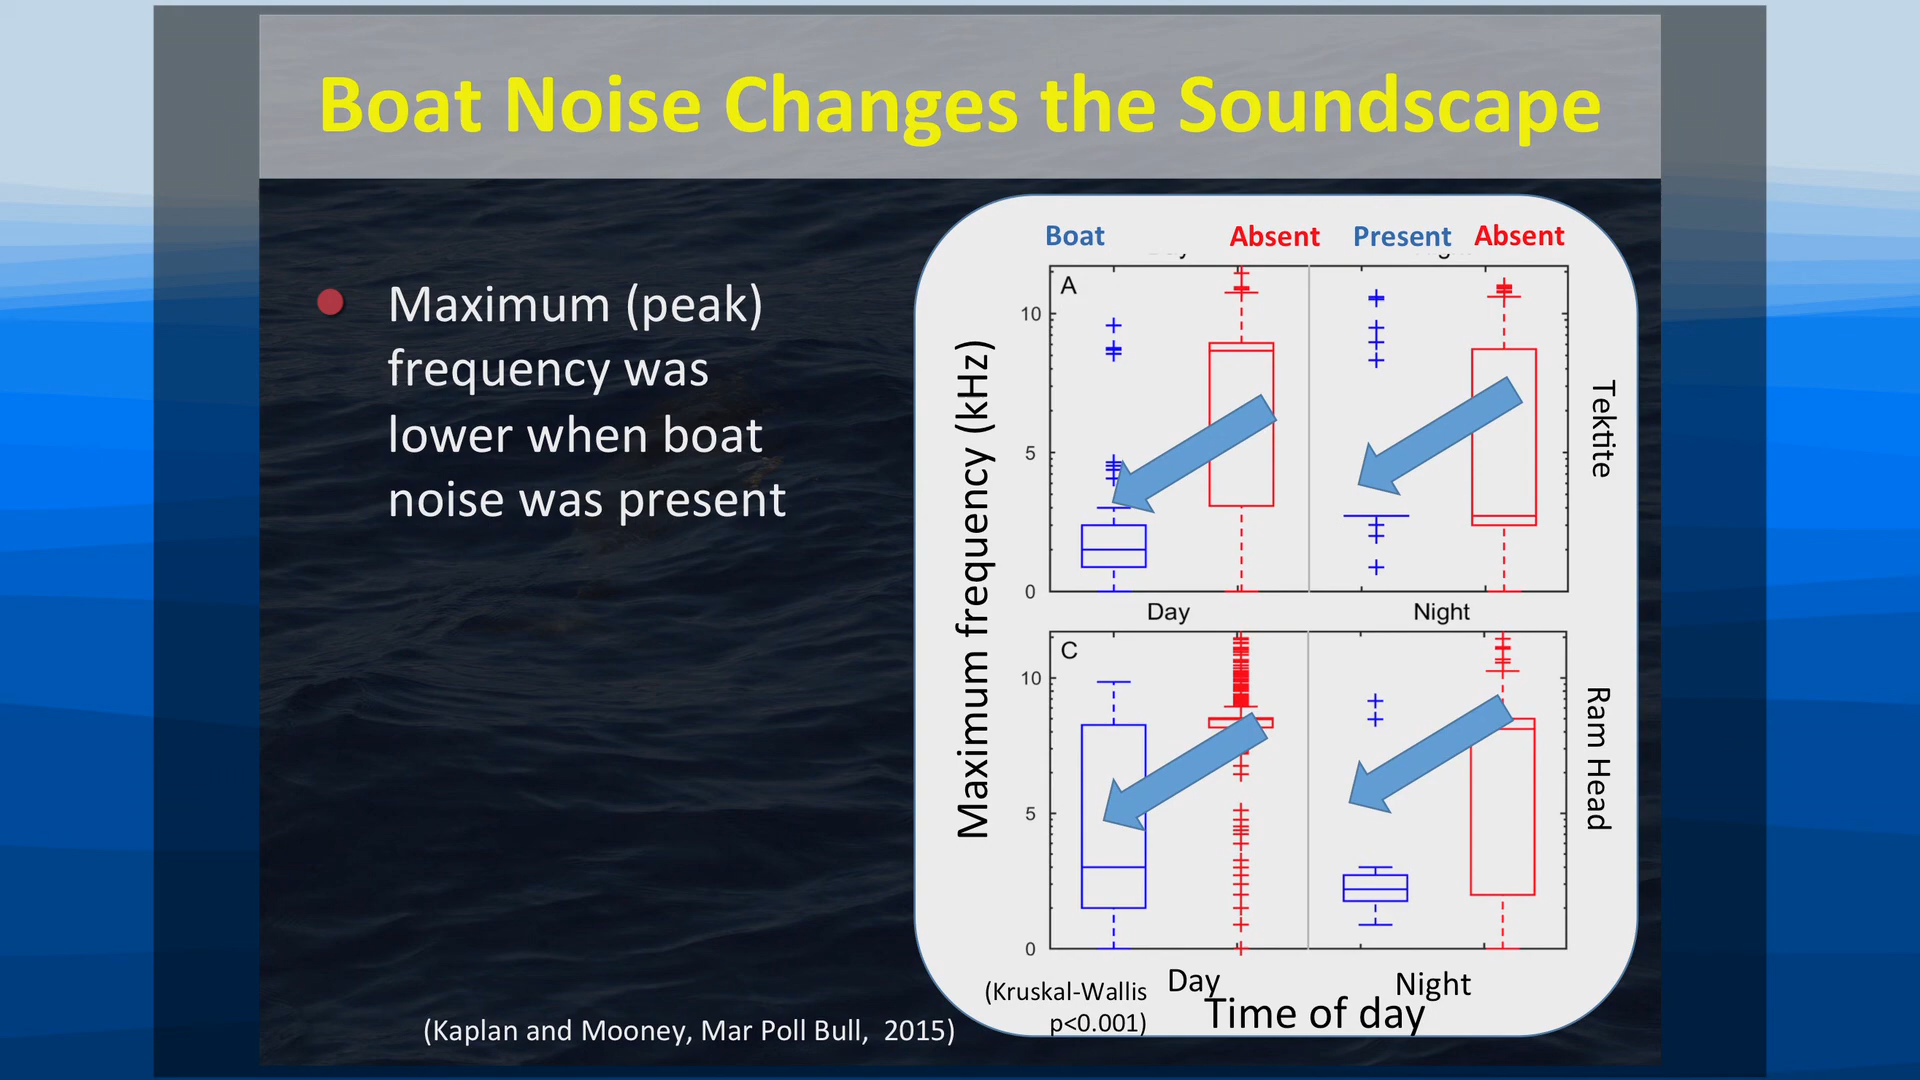 Boat Noise Changes the Soundscape
Maximum (peak)
frequency was
lower when boat
noise was present
(Kaplan and Mooney, Mar Poll Bull, 2015)
Boat Absent Present Absent
A
10
5
0
Day Night
C
10
5
0
Day Night
Time of day
Maximum frequency (kHz)
Tektite
Ram Head
(Kruskal-Wallis
p<0.001)